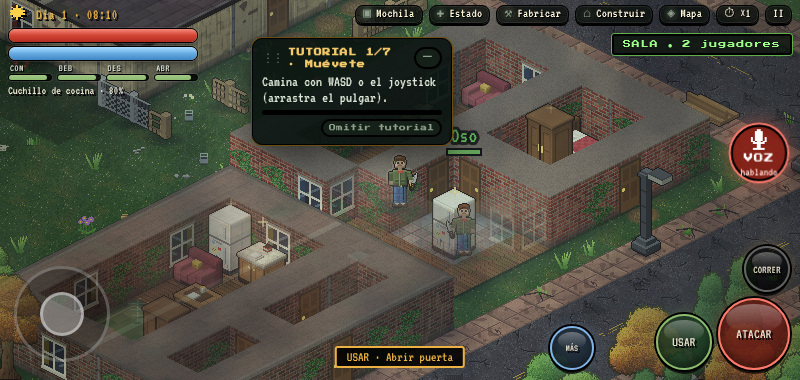 Día 1 · 08:10
Mochila
Estado
Fabricar
Construir
Mapa
X1
II
SALA . 2 jugadores
CON BEB DES ABR
Cuchillo de cocina · 80%
TUTORIAL 1/7
· Muévete
—
Camina con WASD o el joystick
(arrastra el pulgar).
Omitir tutorial
Oso
VOZ
hablando
CORRER
MÁS
USAR
ATACAR
USAR · Abrir puerta